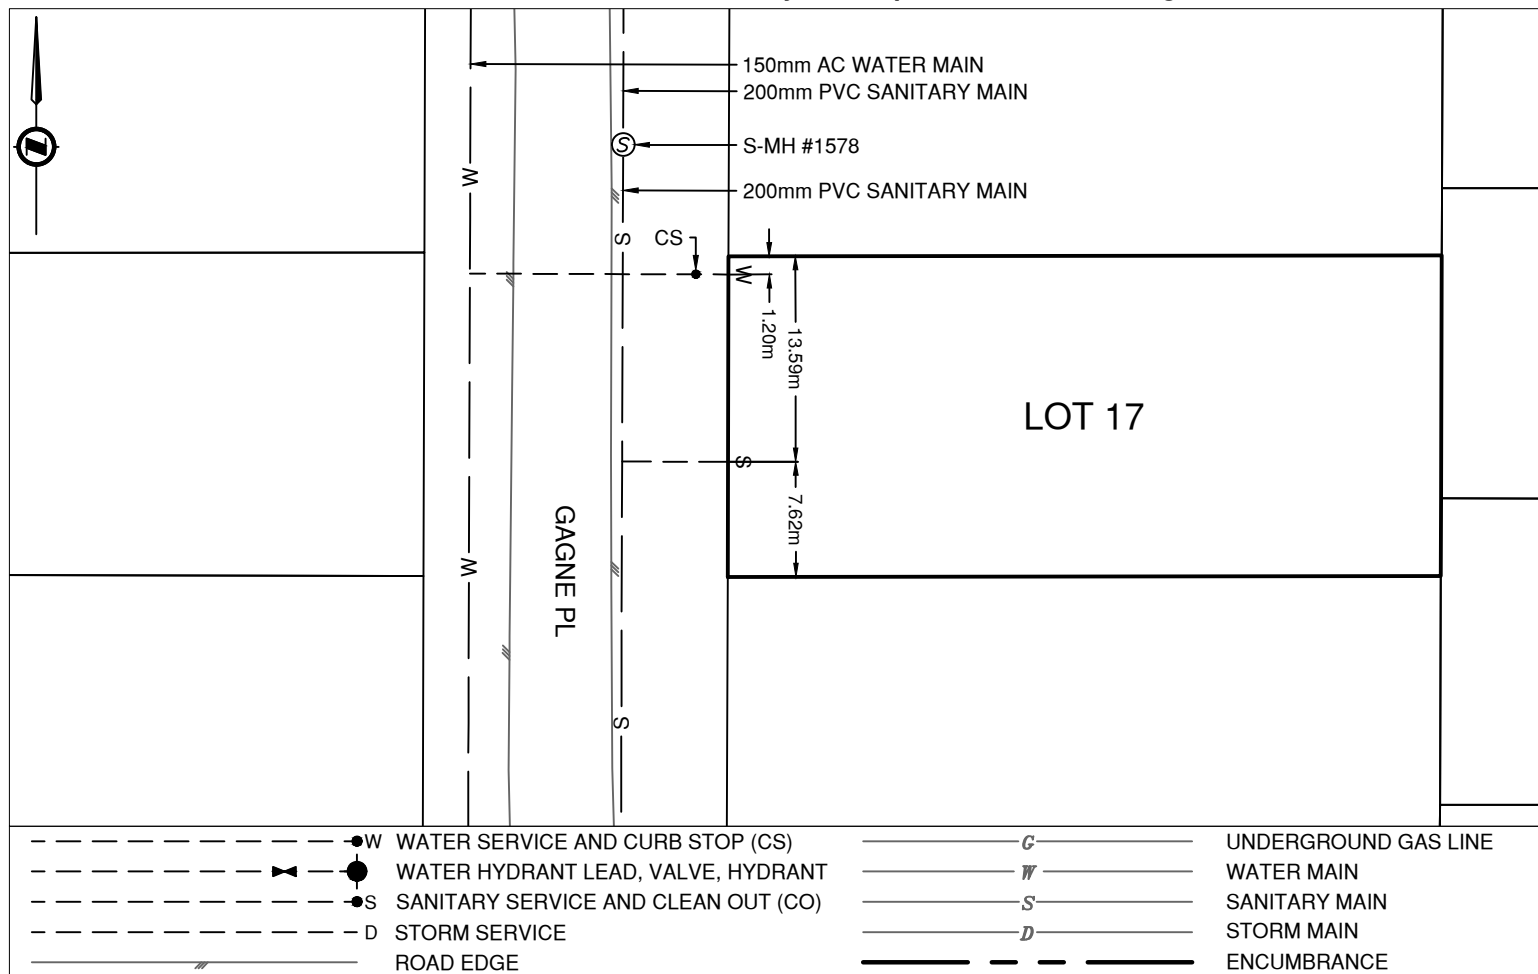 150mm AC WATER MAIN
200mm PVC SANITARY MAIN
S
S-MH #1578
W
200mm PVC SANITARY MAIN
S
CS
W
1.20m
13.59m
LOT 17
S
7.62m
GAGNE PL
W
S
W WATER SERVICE AND CURB STOP (CS)
G UNDERGROUND GAS LINE
WATER HYDRANT LEAD, VALVE, HYDRANT
W WATER MAIN
S SANITARY SERVICE AND CLEAN OUT (CO)
S SANITARY MAIN
D STORM SERVICE
D STORM MAIN
ROAD EDGE
ENCUMBRANCE